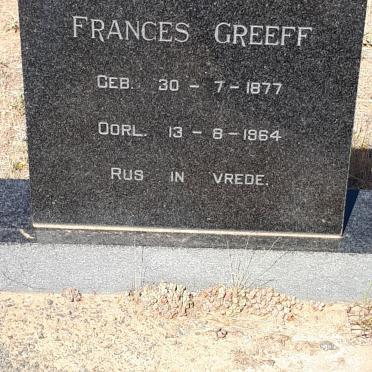 FRANCES GREEFF
GEB. 30 - 7 - 1877
OORL. 13 - 8 - 1964
RUS IN VREDE.